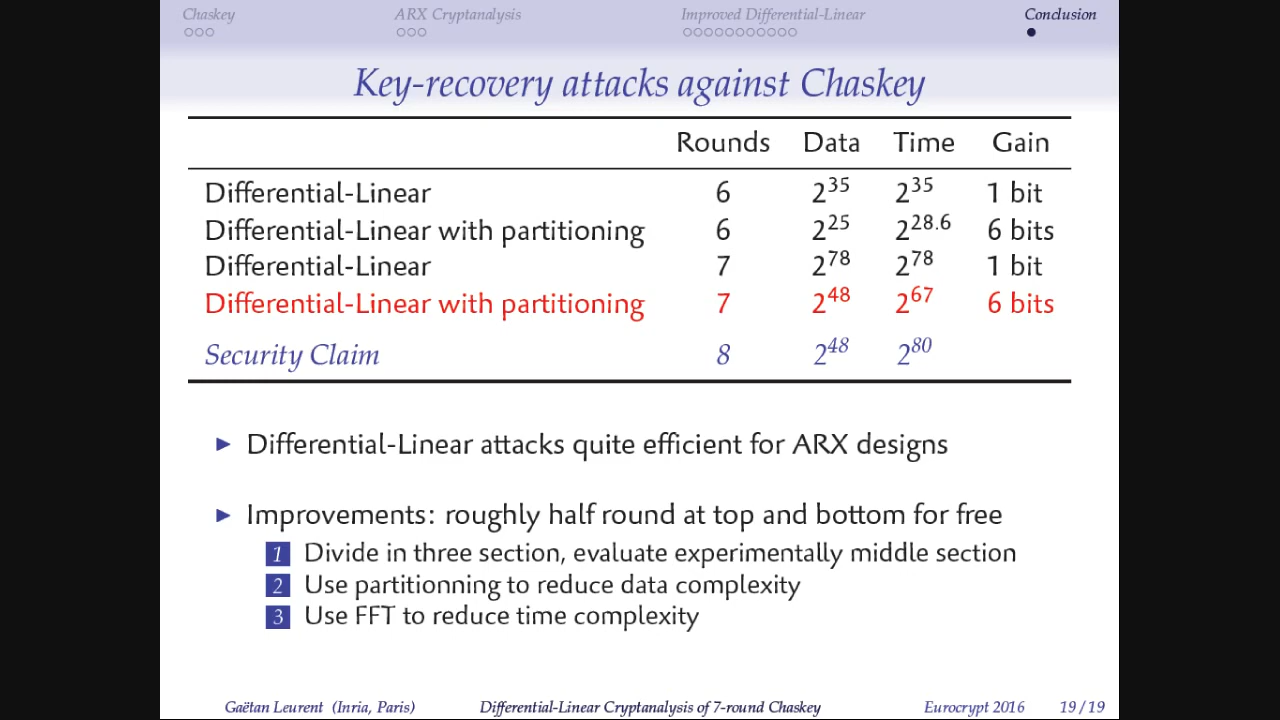 Chaskey ARX Cryptanalysis Improved Differential-Linear Conclusion
Key-recovery attacks against Chaskey
Rounds Data Time Gain
Differential-Linear 6 2^35 2^35 1 bit
Differential-Linear with partitioning 6 2^25 2^28.6 6 bits
Differential-Linear 7 2^78 2^78 1 bit
Differential-Linear with partitioning 7 2^48 2^67 6 bits
Security Claim 8 2^48 2^80
► Differential-Linear attacks quite efficient for ARX designs
► Improvements: roughly half round at top and bottom for free
1 Divide in three section, evaluate experimentally middle section
2 Use partitionning to reduce data complexity
3 Use FFT to reduce time complexity
Gaëtan Leurent (Inria, Paris) Differential-Linear Cryptanalysis of 7-round Chaskey Eurocrypt 2016 19 / 19